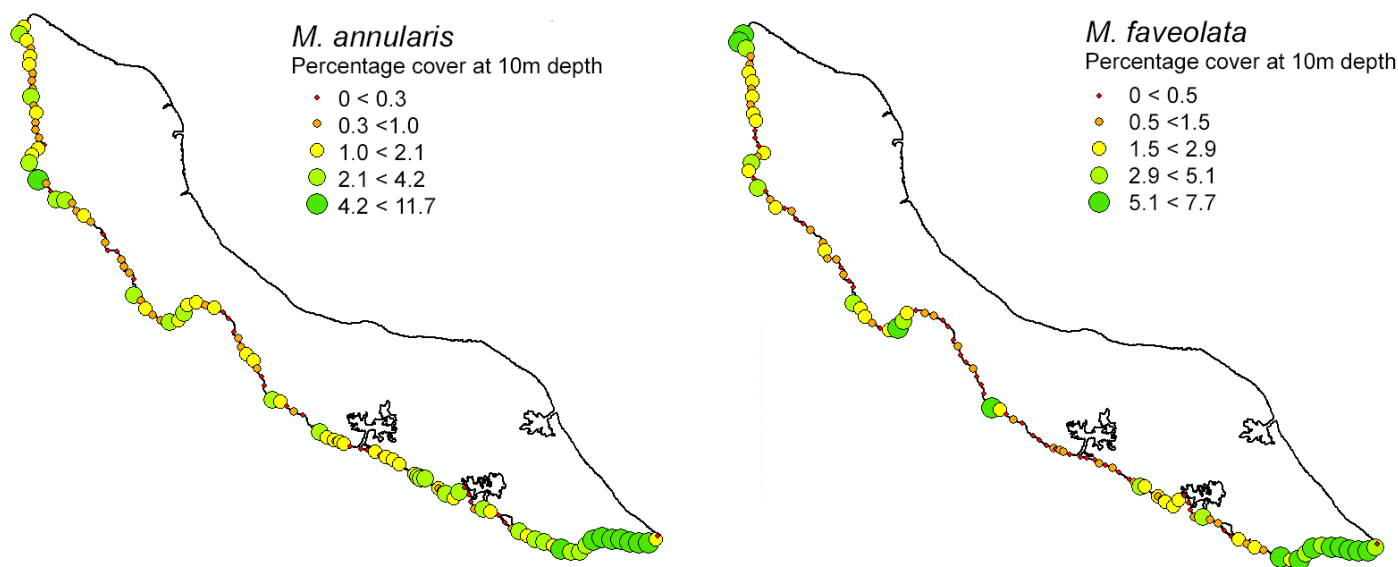 M. annularis
Percentage cover at 10m depth
0 < 0.3
0.3 <1.0
1.0 < 2.1
2.1 < 4.2
4.2 < 11.7
M. faveolata
Percentage cover at 10m depth
0 < 0.5
0.5 <1.5
1.5 < 2.9
2.9 < 5.1
5.1 < 7.7